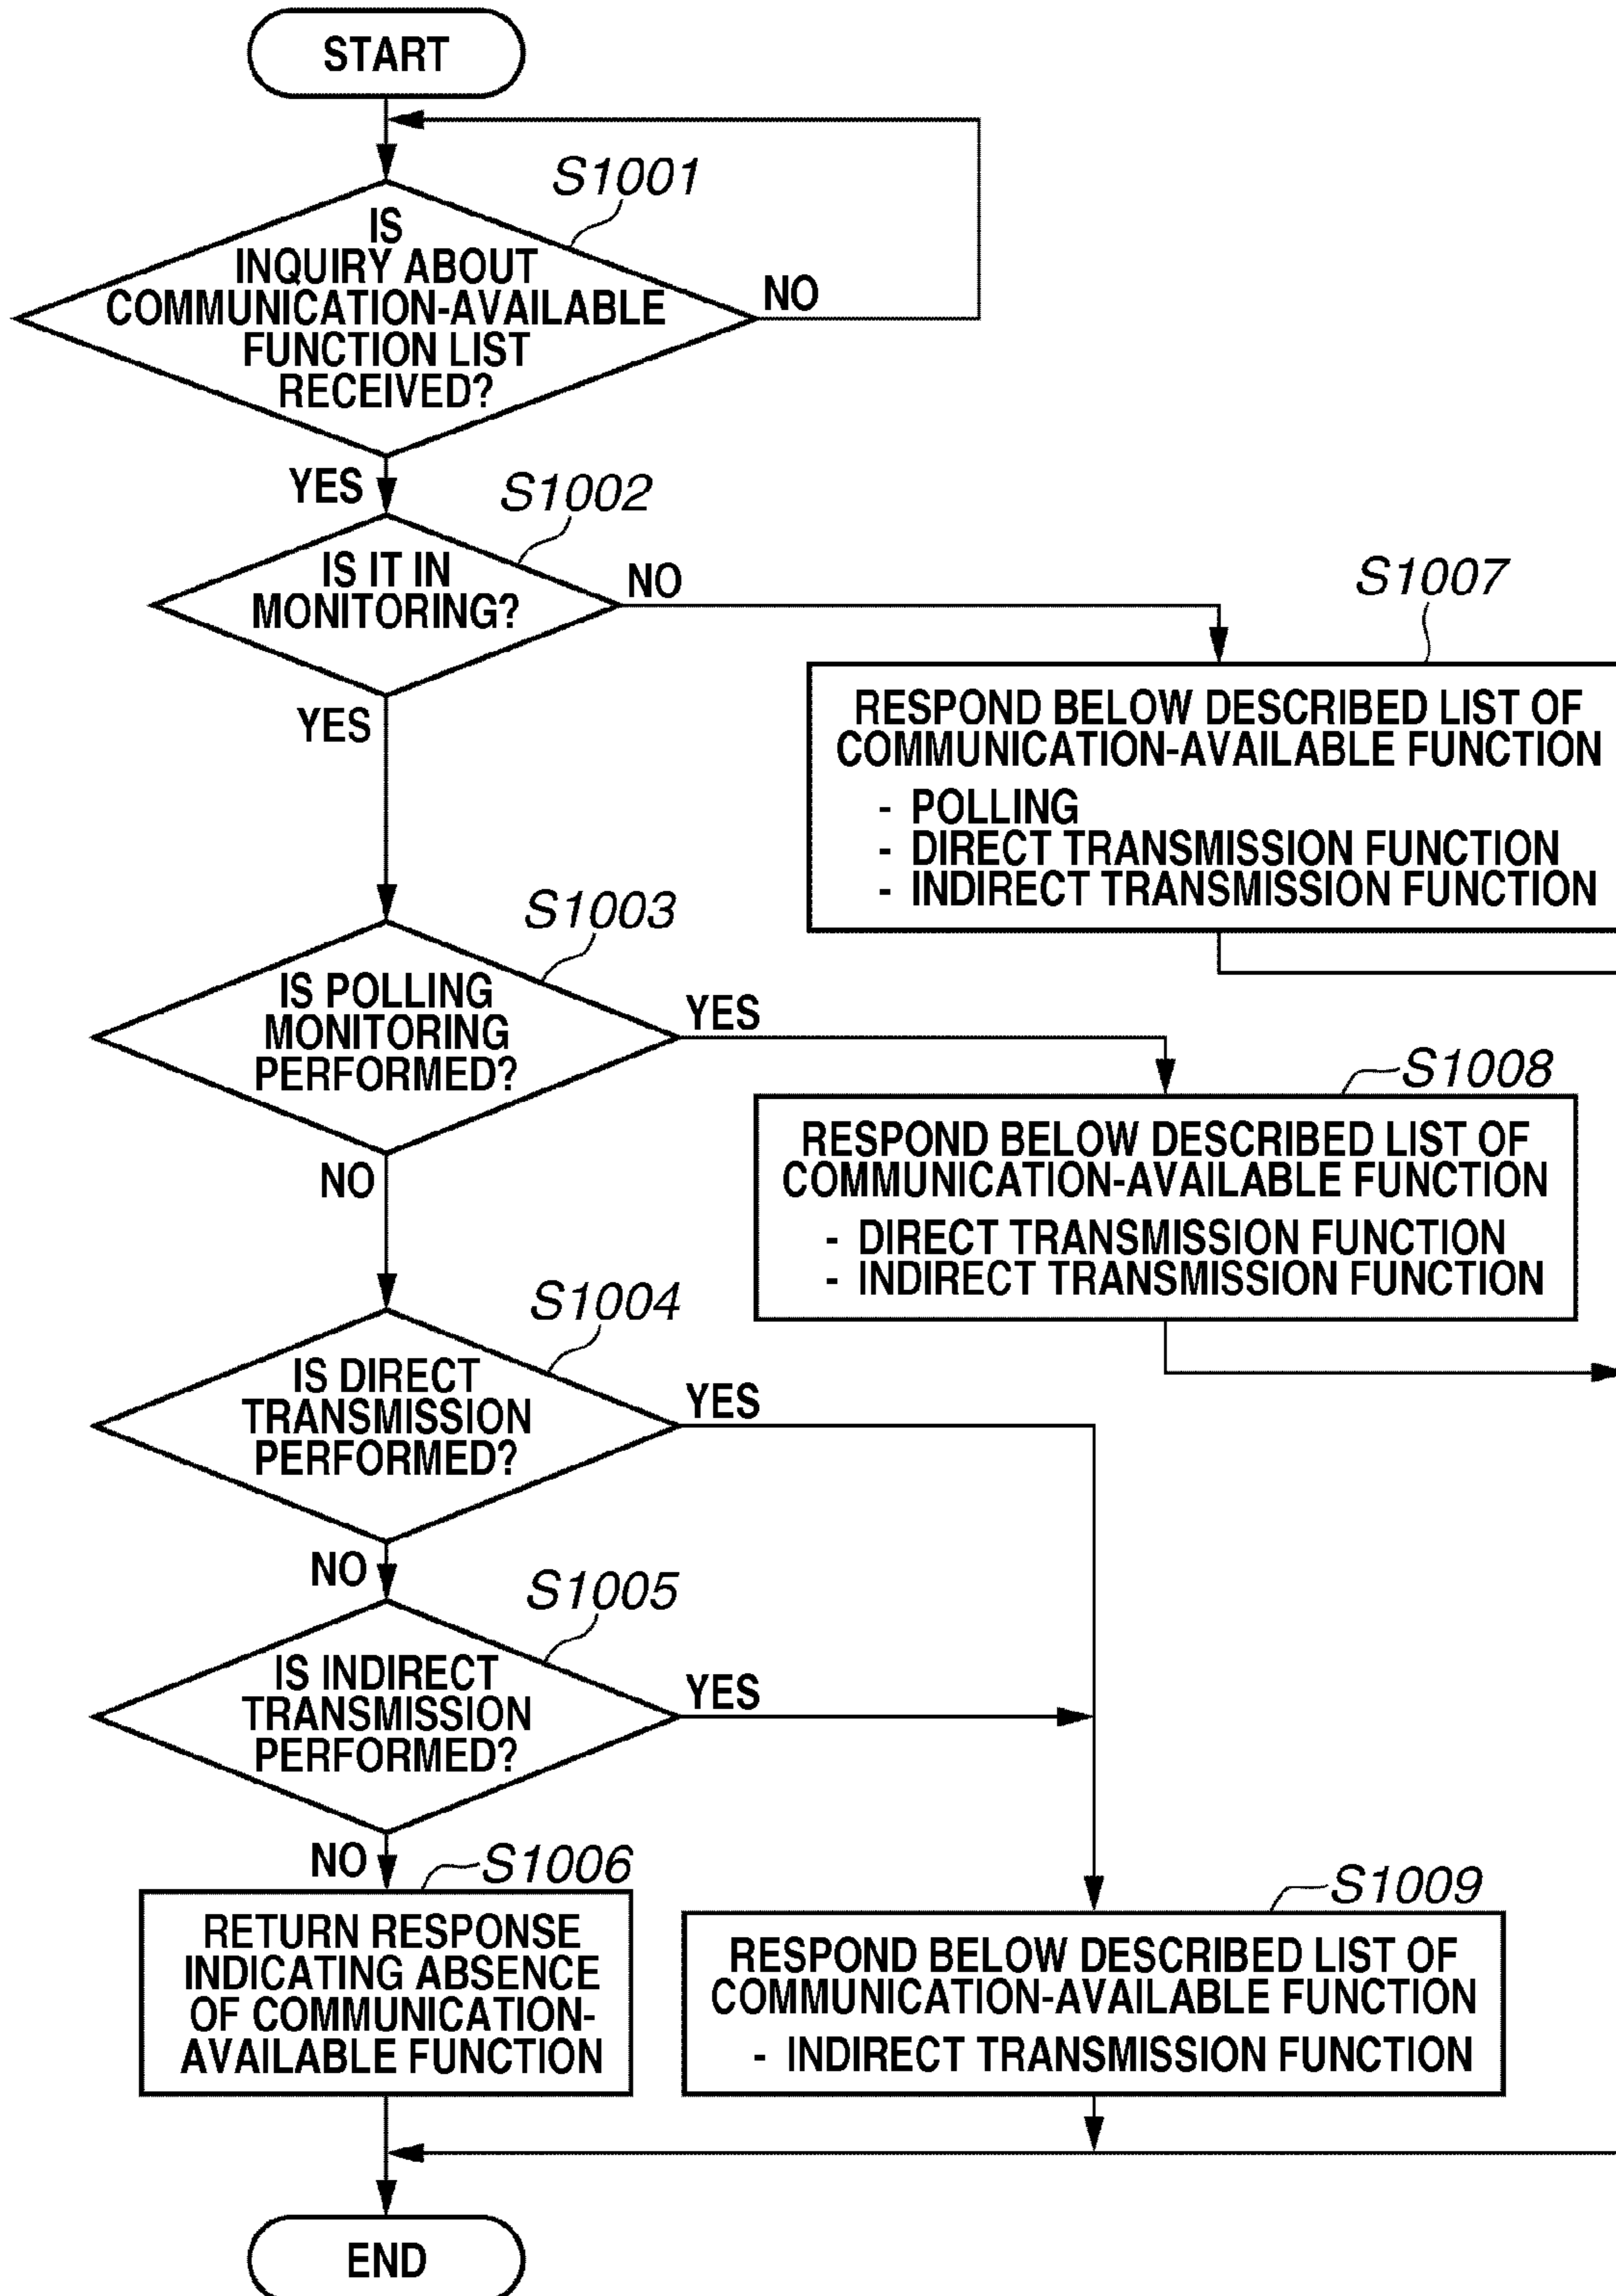 START
S1001
IS
INQUIRY ABOUT
COMMUNICATION-AVAILABLE
FUNCTION LIST
RECEIVED?
NO
YES
S1002
IS IT IN
MONITORING?
NO
YES
S1007
RESPOND BELOW DESCRIBED LIST OF
COMMUNICATION-AVAILABLE FUNCTION
- POLLING
- DIRECT TRANSMISSION FUNCTION
- INDIRECT TRANSMISSION FUNCTION
S1003
IS POLLING
MONITORING
PERFORMED?
YES
NO
S1008
RESPOND BELOW DESCRIBED LIST OF
COMMUNICATION-AVAILABLE FUNCTION
- DIRECT TRANSMISSION FUNCTION
- INDIRECT TRANSMISSION FUNCTION
S1004
IS DIRECT
TRANSMISSION
PERFORMED?
YES
NO
S1005
IS INDIRECT
TRANSMISSION
PERFORMED?
YES
NO
S1006
RETURN RESPONSE
INDICATING ABSENCE
OF COMMUNICATION-
AVAILABLE FUNCTION
S1009
RESPOND BELOW DESCRIBED LIST OF
COMMUNICATION-AVAILABLE FUNCTION
- INDIRECT TRANSMISSION FUNCTION
END